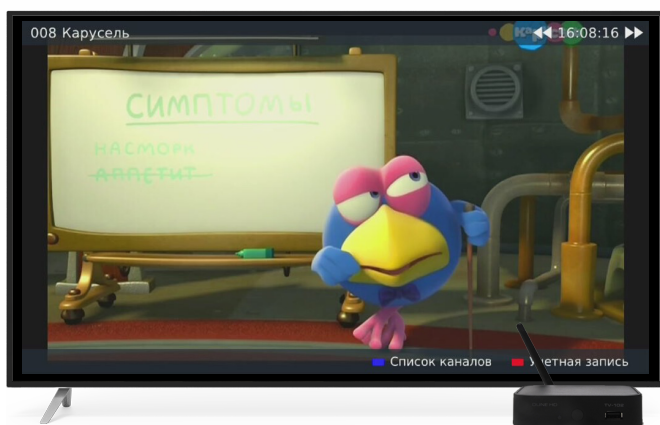 008 Карусель
◀◀ 16:08:16 ▶▶
СИМПТОМЫ
НАСМОРК
АППЕТИТ
Список каналов
Учетная запись